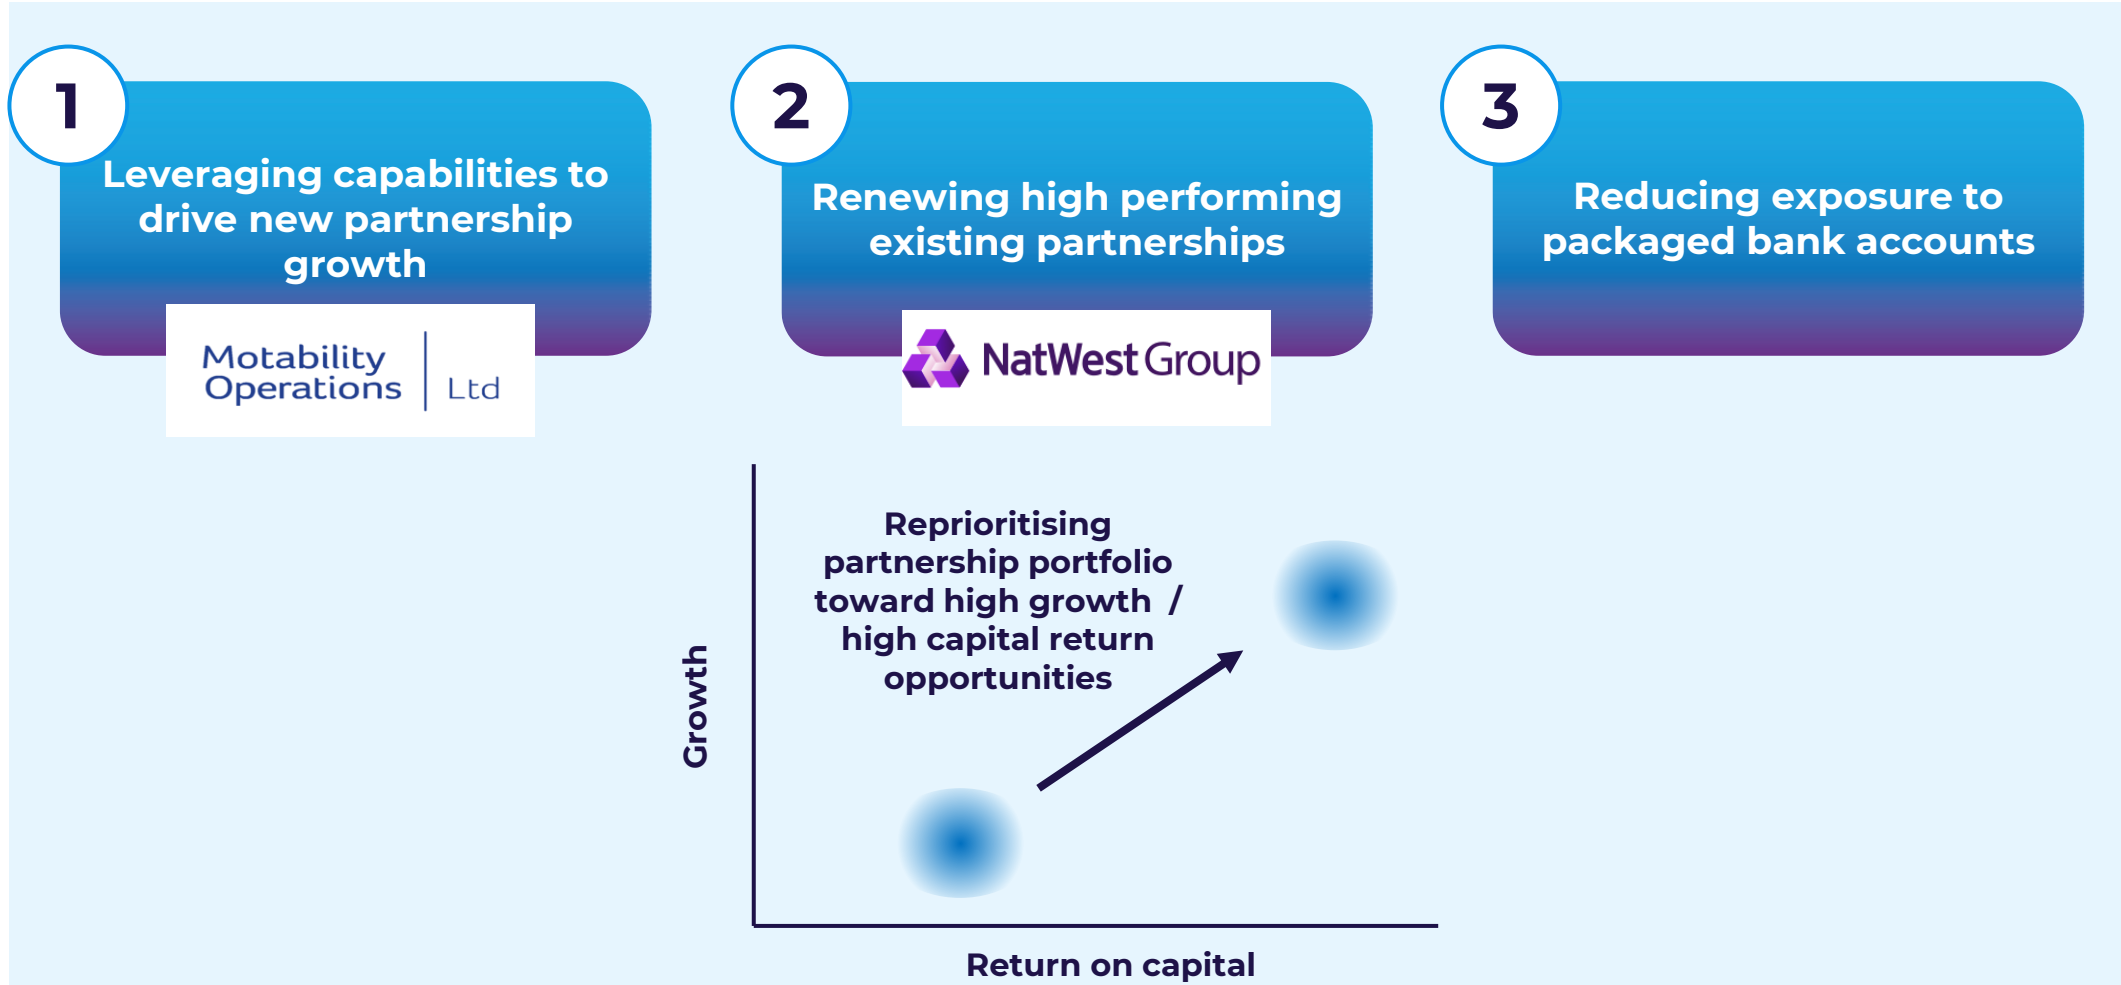 1
Leveraging capabilities to
drive new partnership
growth
Motability
Operations
Ltd
2
Renewing high performing
existing partnerships
NatWest Group
3
Reducing exposure to
packaged bank accounts
Reprioritising
partnership portfolio
toward high growth /
high capital return
opportunities
Growth
Return on capital